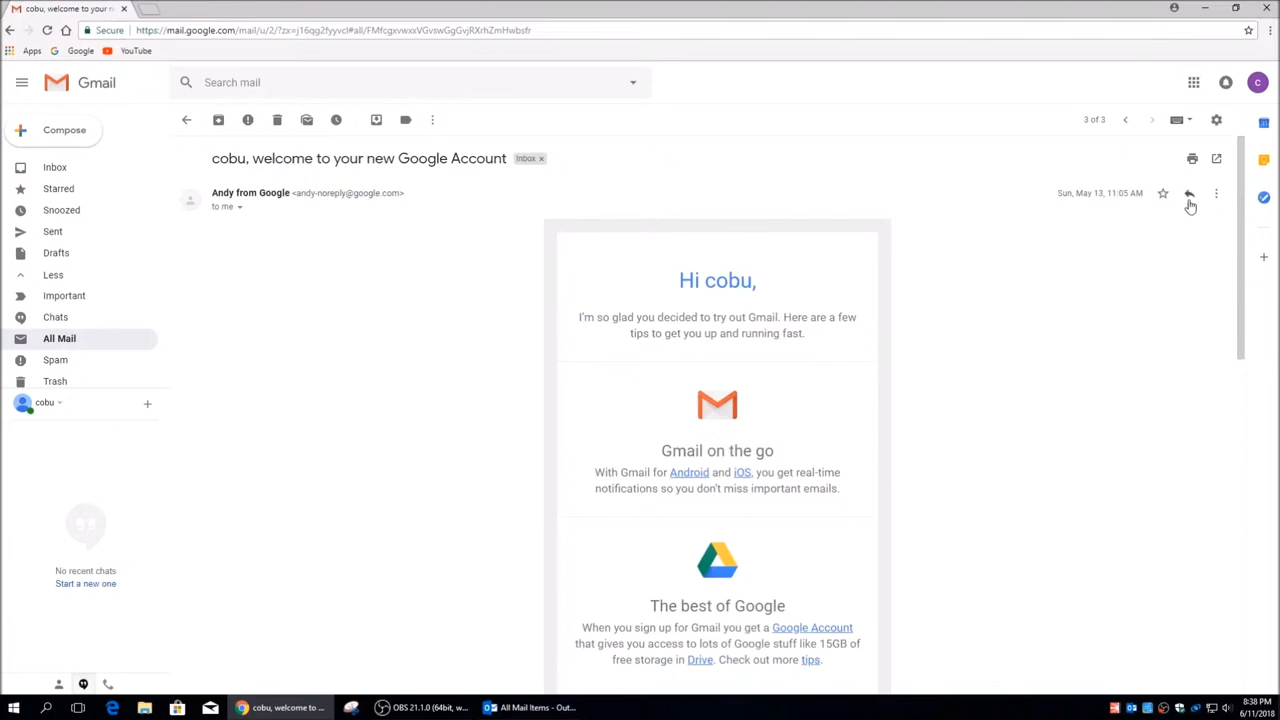 cobu, welcome to your n
Secure
https://mail.google.com/mail/u/2/?zx=j16qg2fyyvcl#all/FMfcgxvwxxVGvswGgGvjRXrhZmHwbsfr
Apps
Google
YouTube
Gmail
Search mail
C
Compose
3 of 3
Inbox
Starred
Snoozed
Sent
Drafts
Less
Important
Chats
All Mail
Spam
Trash
cobu
No recent chats
Start a new one
cobu, welcome to your new Google Account
Inbox x
Andy from Google <andy-noreply@google.com>
Sun, May 13, 11:05 AM
to me
Hi cobu,
I'm so glad you decided to try out Gmail. Here are a few
tips to get you up and running fast.
Gmail on the go
With Gmail for Android and iOS, you get real-time
notifications so you don't miss important emails.
The best of Google
When you sign up for Gmail you get a Google Account
that gives you access to lots of Google stuff like 15GB of
free storage in Drive. Check out more tips.
cobu, welcome to ...
OBS 21.1.0 (64bit, w...
All Mail Items - Out...
8:38 PM
6/11/2018